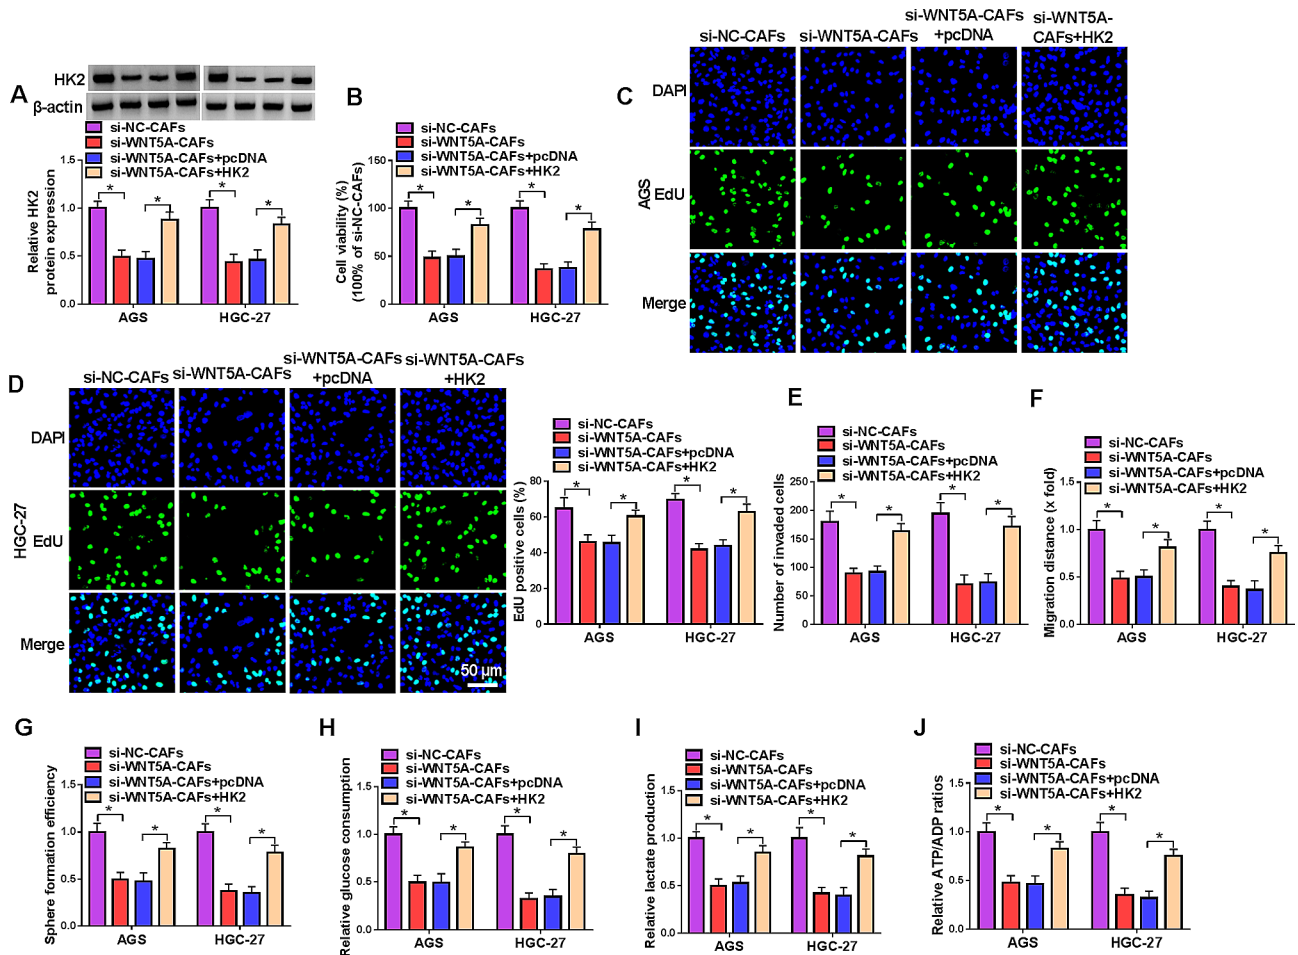 A
HK2
β-actin
si-NC-CAFs
si-WNT5A-CAFs
si-WNT5A-CAFs+pcDNA
si-WNT5A-CAFs+HK2
Relative HK2
protein expression
1.5
1.0
0.5
0.0
* * * *
AGS HGC-27
B
si-NC-CAFs
si-WNT5A-CAFs
si-WNT5A-CAFs+pcDNA
si-WNT5A-CAFs+HK2
Cell viability (%)
(100% of si-NC-CAFs)
150
100
50
0
* * * *
AGS HGC-27
C
si-NC-CAFs
si-WNT5A-CAFs
si-WNT5A-CAFs
+pcDNA
si-WNT5A-
CAFs+HK2
AGS
DAPI
EdU
Merge
D
si-NC-CAFs
si-WNT5A-CAFs
si-WNT5A-CAFs
+pcDNA
si-WNT5A-CAFs
+HK2
HGC-27
DAPI
EdU
Merge
50 μm
si-NC-CAFs
si-WNT5A-CAFs
si-WNT5A-CAFs+pcDNA
si-WNT5A-CAFs+HK2
EdU positive cells (%)
80
60
40
20
0
* * * *
AGS HGC-27
E
si-NC-CAFs
si-WNT5A-CAFs
si-WNT5A-CAFs+pcDNA
si-WNT5A-CAFs+HK2
Number of invaded cells
250
200
150
100
50
0
* * * *
AGS HGC-27
F
si-NC-CAFs
si-WNT5A-CAFs
si-WNT5A-CAFs+pcDNA
si-WNT5A-CAFs+HK2
Migration distance (x fold)
1.5
1.0
0.5
0.0
* * * *
AGS HGC-27
G
si-NC-CAFs
si-WNT5A-CAFs
si-WNT5A-CAFs+pcDNA
si-WNT5A-CAFs+HK2
Sphere formation efficiency
1.5
1.0
0.5
0.0
* * * *
AGS HGC-27
H
si-NC-CAFs
si-WNT5A-CAFs
si-WNT5A-CAFs+pcDNA
si-WNT5A-CAFs+HK2
Relative glucose consumption
1.5
1.0
0.5
0.0
* * * *
AGS HGC-27
I
si-NC-CAFs
si-WNT5A-CAFs
si-WNT5A-CAFs+pcDNA
si-WNT5A-CAFs+HK2
Relative lactate production
1.5
1.0
0.5
0.0
* * * *
AGS HGC-27
J
si-NC-CAFs
si-WNT5A-CAFs
si-WNT5A-CAFs+pcDNA
si-WNT5A-CAFs+HK2
Relative ATP/ADP ratios
1.5
1.0
0.5
0.0
* * * *
AGS HGC-27